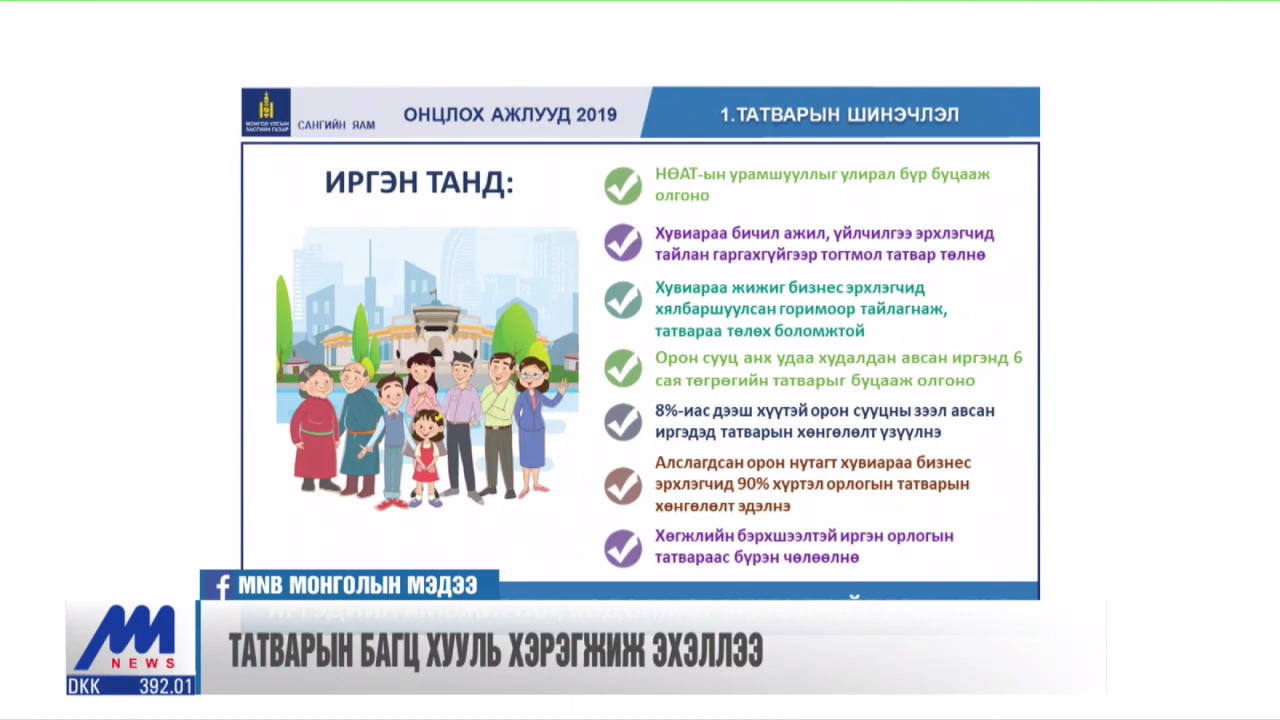 МОНГОЛ УЛСЫН
ЗАСГИЙН ГАЗАР
САНГИЙН ЯАМ
ОНЦЛОХ АЖЛУУД 2019
1.ТАТВАРЫН ШИНЭЧЛЭЛ
ИРГЭН ТАНД:
НӨАТ-ын урамшууллыг улирал бүр буцааж
олгоно
Хувиараа бичил ажил, үйлчилгээ эрхлэгчид
тайлан гаргахгүйгээр тогтмол татвар төлнө
Хувиараа жижиг бизнес эрхлэгчид
хялбаршуулсан горимоор тайлагнаж,
татвараа төлөх боломжтой
Орон сууц анх удаа худалдан авсан иргэнд 6
сая төгрөгийн татварыг буцааж олгоно
8%-иас дээш хүүтэй орон сууцны зээл авсан
иргэдэд татварын хөнгөлөлт үзүүлнэ
Алслагдсан орон нутагт хувиараа бизнес
эрхлэгчид 90% хүртэл орлогын татварын
хөнгөлөлт эдэлнэ
Хөгжлийн бэрхшээлтэй иргэн орлогын
татвараас бүрэн чөлөөлнө
f MNB МОНГОЛЫН МЭДЭЭ
ТАТВАРЫН БАГЦ ХУУЛЬ ХЭРЭГЖИЖ ЭХЭЛЛЭЭ
M
NEWS
DKK 392.01